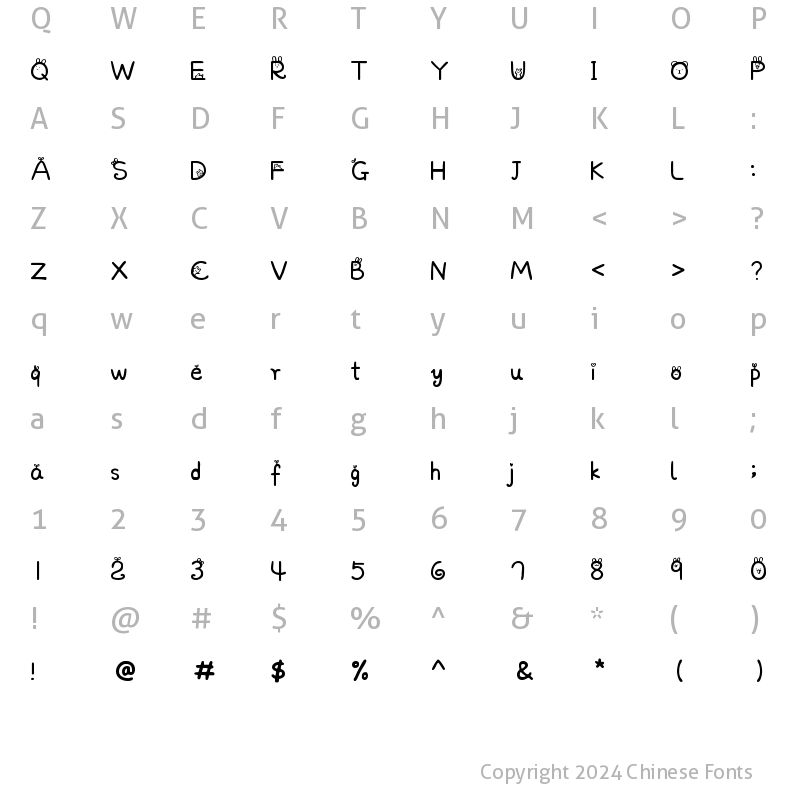 Q W E R T Y U I O P
Q W E R T Y U I O P
A S D F G H J K L :
A S D F G H J K L :
Z X C V B N M < > ?
Z X C V B N M < > ?
q w e r t y u i o p
q w e r t y u i o p
a s d f g h j k l ;
a s d f g h j k l ;
1 2 3 4 5 6 7 8 9 0
1 2 3 4 5 6 7 8 9 0
! @ # $ % ^ & * ( )
! @ # $ % ^ & * ( )
Copyright 2024 Chinese Fonts